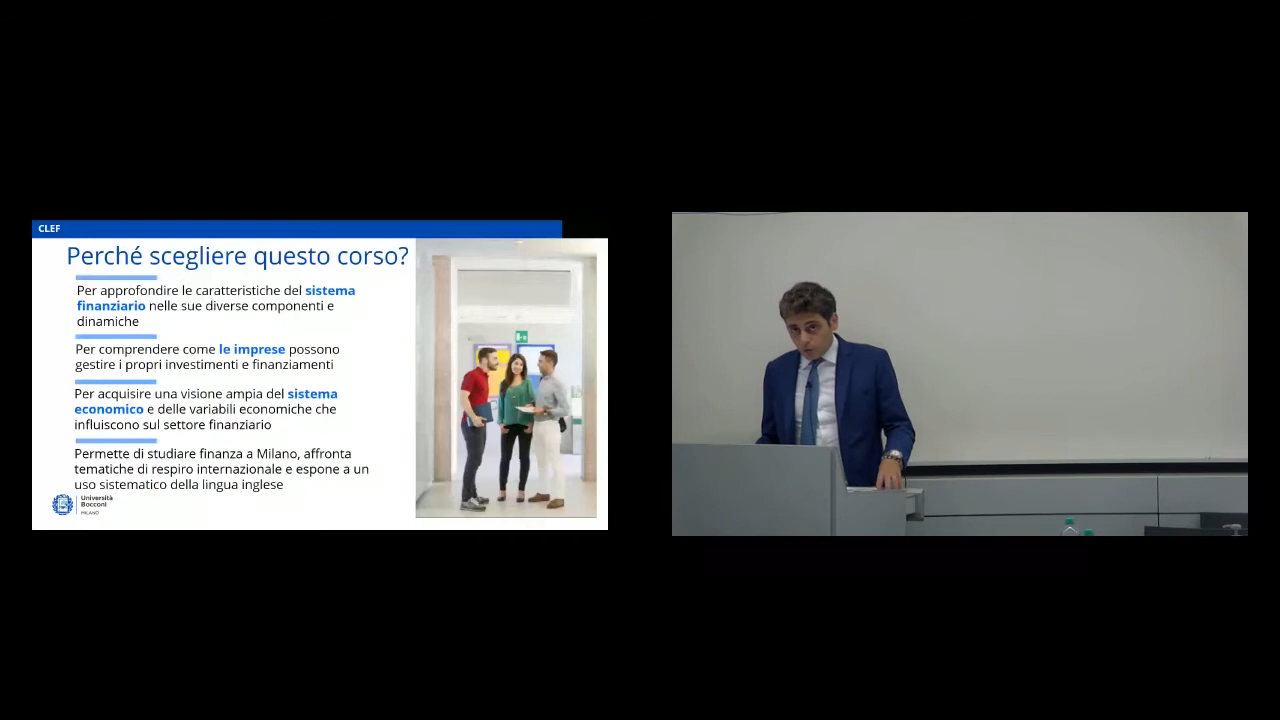 CLEF
Perché scegliere questo corso?
Per approfondire le caratteristiche del sistema
finanziario nelle sue diverse componenti e
dinamiche
Per comprendere come le imprese possono
gestire i propri investimenti e finanziamenti
Per acquisire una visione ampia del sistema
economico e delle variabili economiche che
influiscono sul settore finanziario
Permette di studiare finanza a Milano, affronta
tematiche di respiro internazionale e espone a un
uso sistematico della lingua inglese
Università
Bocconi
MILANO